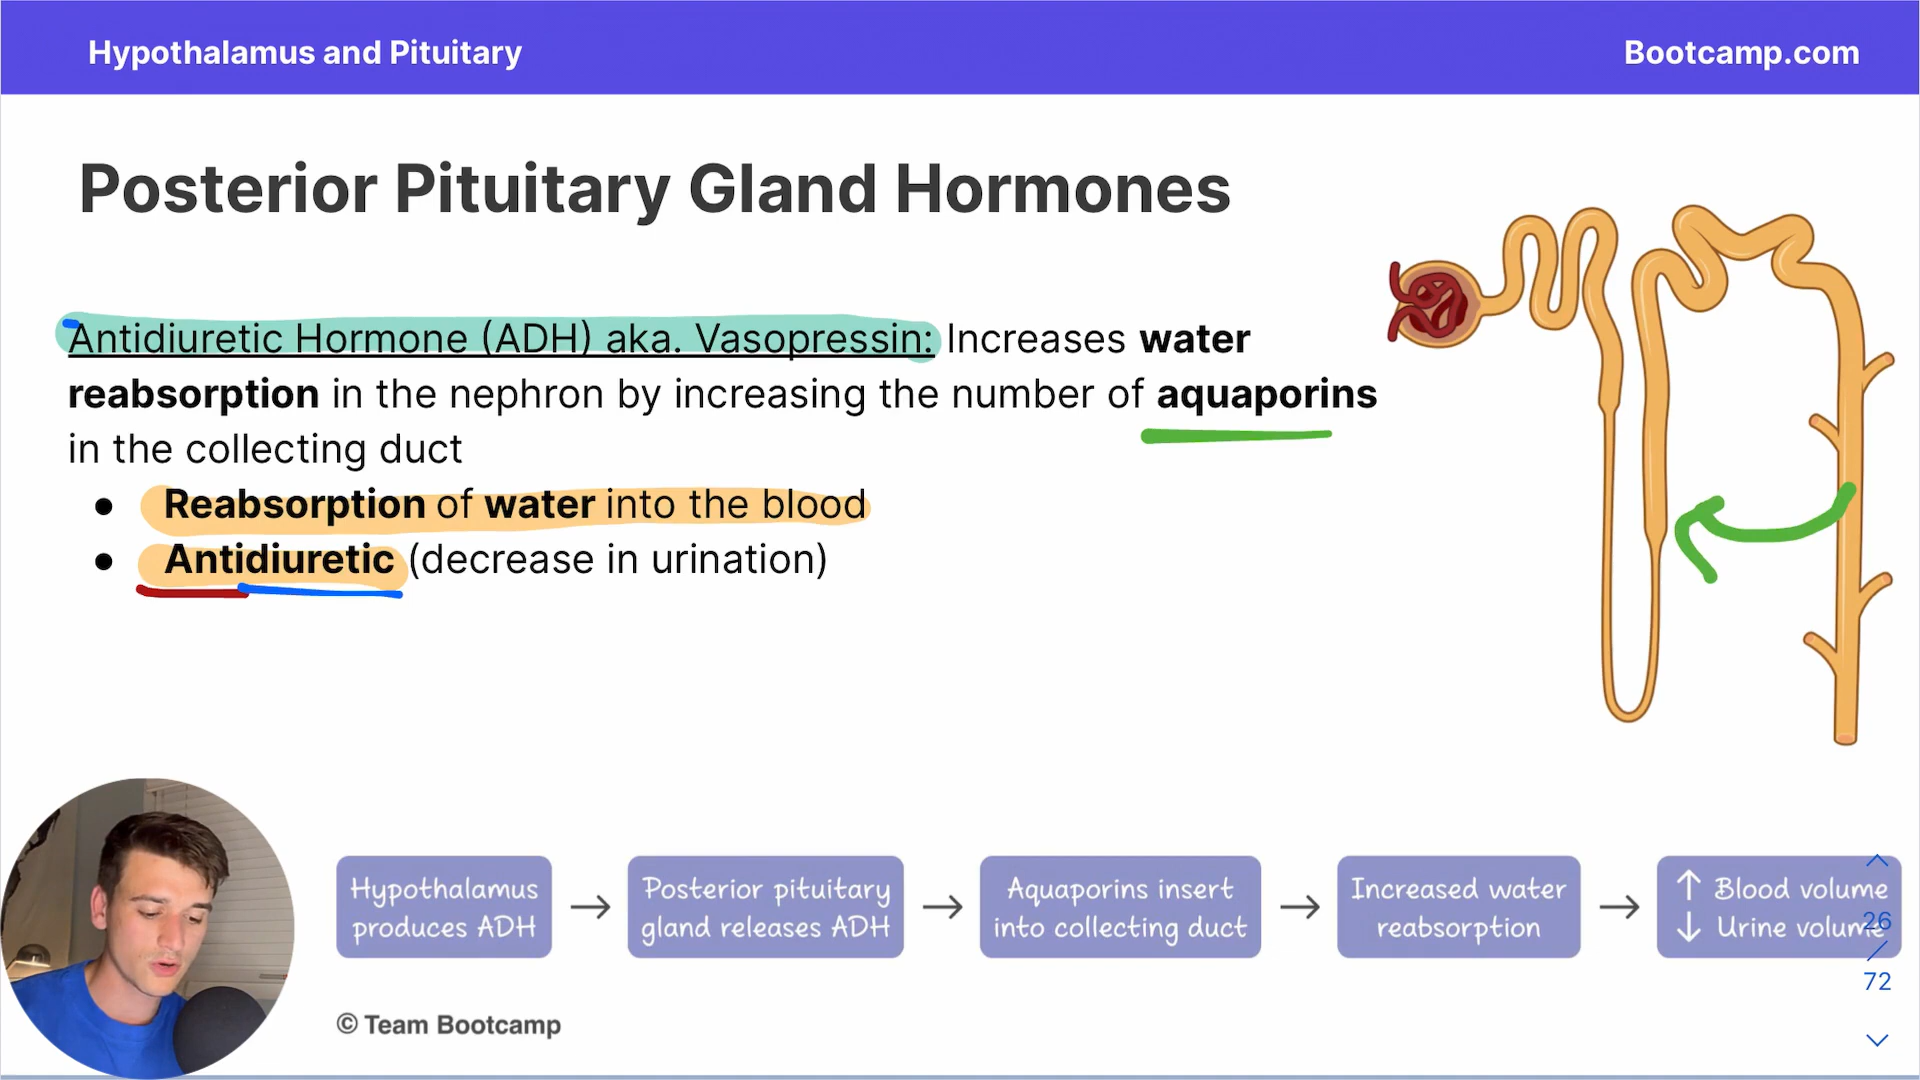 Hypothalamus and Pituitary
Bootcamp.com
Posterior Pituitary Gland Hormones
Antidiuretic Hormone (ADH) aka. Vasopressin: Increases water
reabsorption in the nephron by increasing the number of aquaporins
in the collecting duct
● Reabsorption of water into the blood
● Antidiuretic (decrease in urination)
Hypothalamus
produces ADH
→
Posterior pituitary
gland releases ADH
→
Aquaporins insert
into collecting duct
→
Increased water
reabsorption
→
↑ Blood volume
↓ Urine volume
26
/
72
© Team Bootcamp